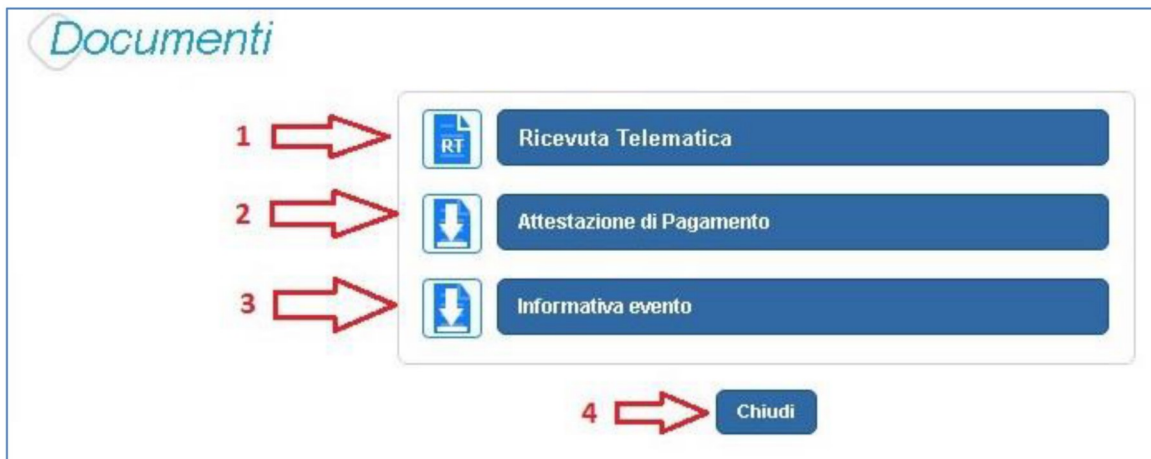 Documenti
1 RT Ricevuta Telematica
2 Attestazione di Pagamento
3 Informativa evento
4 Chiudi